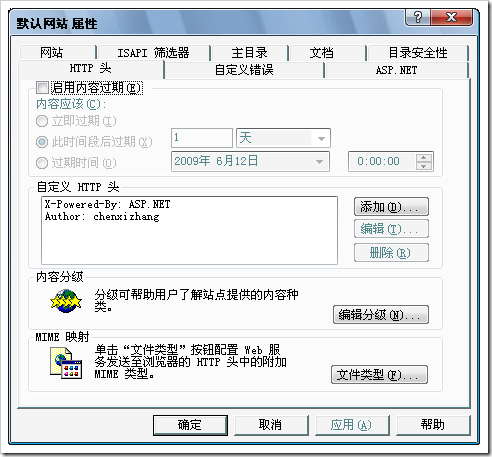 默认网站 属性
网站
ISAPI 筛选器
主目录
文档
目录安全性
HTTP 头
自定义错误
ASP.NET
启用内容过期(E)
内容应该(C):
立即过期(I)
此时间段后过期(X)
1
天
过期时间(O)
2009年 6月12日
0:00:00
自定义 HTTP 头
X-Powered-By: ASP.NET
Author: chenxizhang
添加(D)...
编辑(T)...
删除(R)
内容分级
分级可帮助用户了解站点提供的内容种
类。
编辑分级(N)...
MIME 映射
单击“文件类型”按钮配置 Web 服
务发送至浏览器的 HTTP 头中的附加
MIME 类型。
文件类型(F)...
确定
取消
应用(A)
帮助